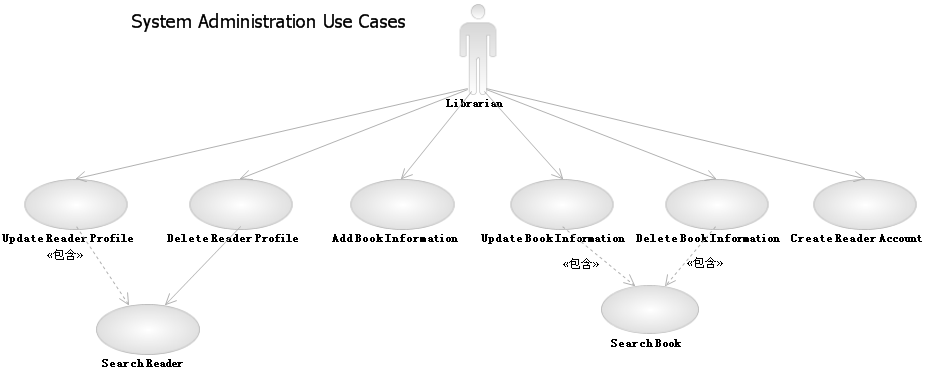 System Administration Use Cases
Librarian
Update Reader Profile
Delete Reader Profile
Add Book Information
Update Book Information
Delete Book Information
Create Reader Account
«包含»
«包含»
«包含»
Search Reader
Search Book